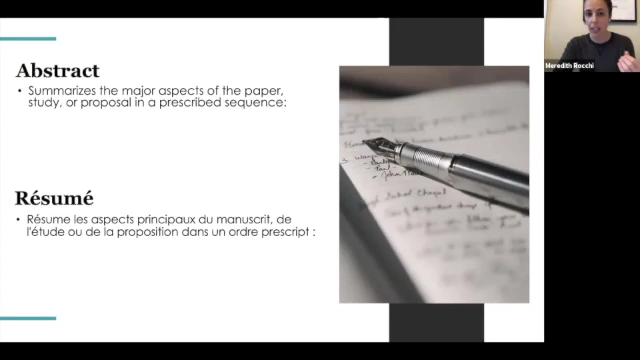 Abstract
• Summarizes the major aspects of the paper,
study, or proposal in a prescribed sequence:
Résumé
• Résume les aspects principaux du manuscrit, de
l'étude ou de la proposition dans un ordre prescript :
Meredith Rocchi